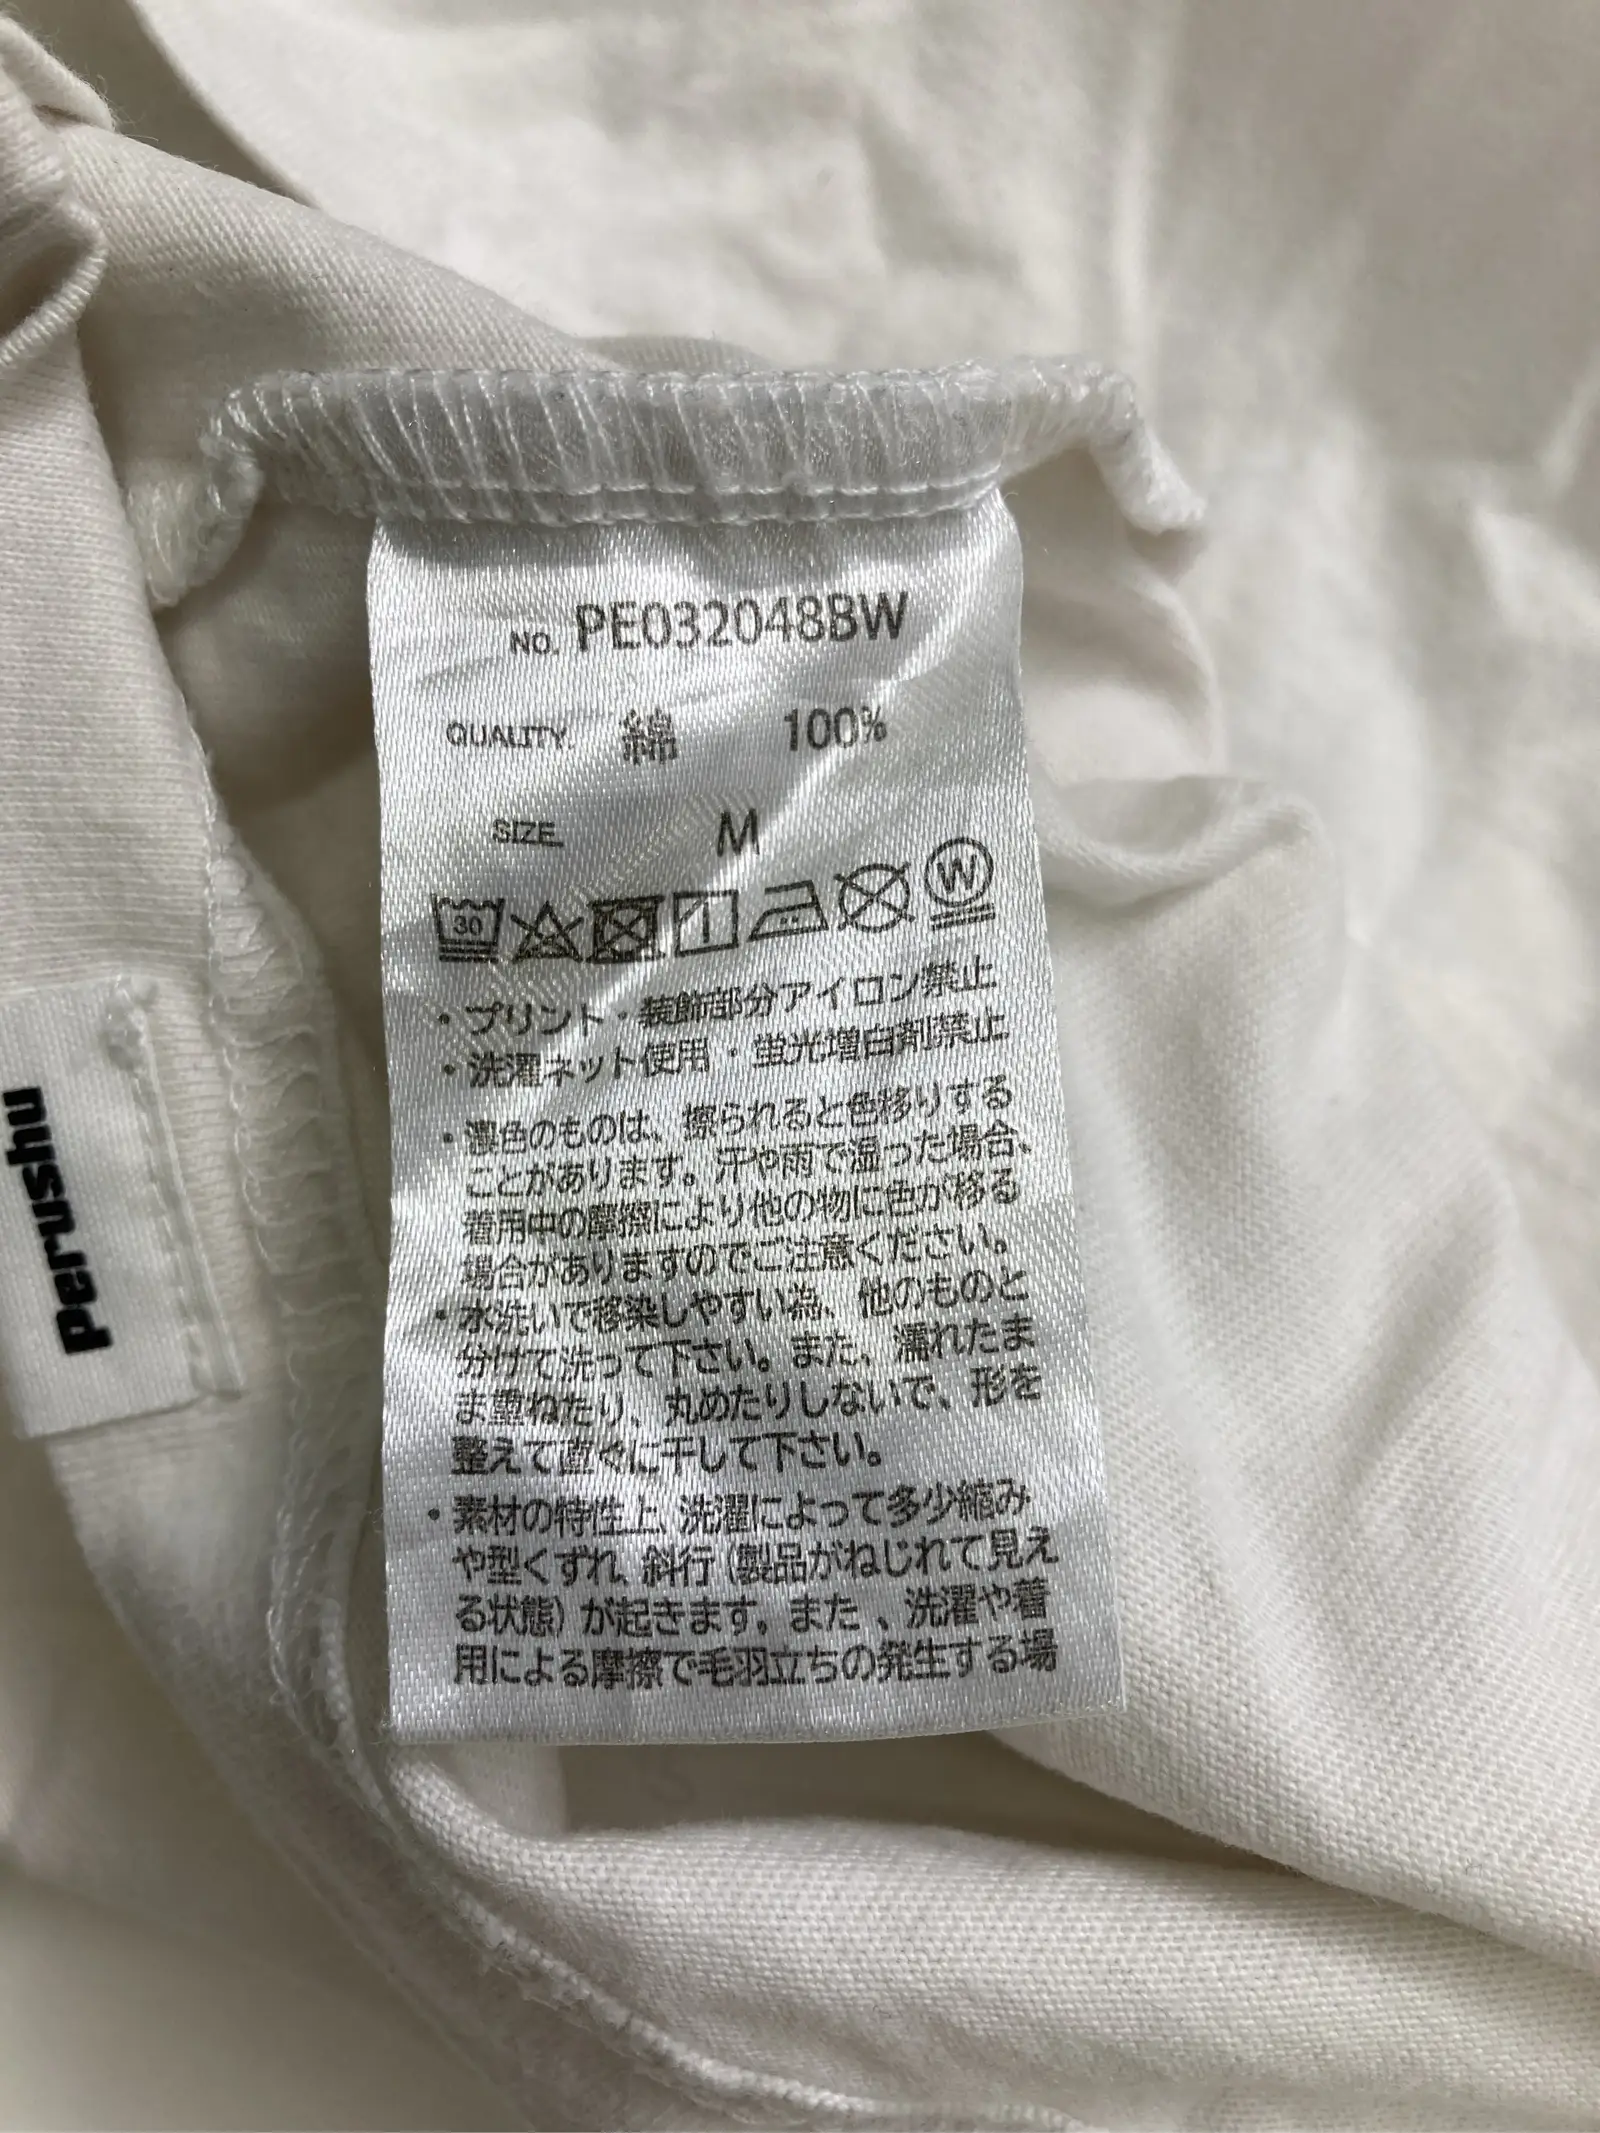 NO. PE032048BW
QUALITY. 綿 100%
SIZE M
30 W
・プリント・装飾部分アイロン禁止
・洗濯ネット使用・蛍光増白剤禁止
・濃色のものは、擦られると色移りする
ことがあります。汗や雨で湿った場合、
着用中の摩擦により他の物に色が移る
場合がありますのでご注意ください。
・水洗いで移染しやすい為、他のものと
分けて洗って下さい。また、濡れたま
ま重ねたり、丸めたりしないで、形を
整えて直々に干して下さい。
・素材の特性上、洗濯によって多少縮み
や型くずれ、斜行(製品がねじれて見え
る状態)が起きます。また、洗濯や着
用による摩擦で毛羽立ちの発生する場
Perushu